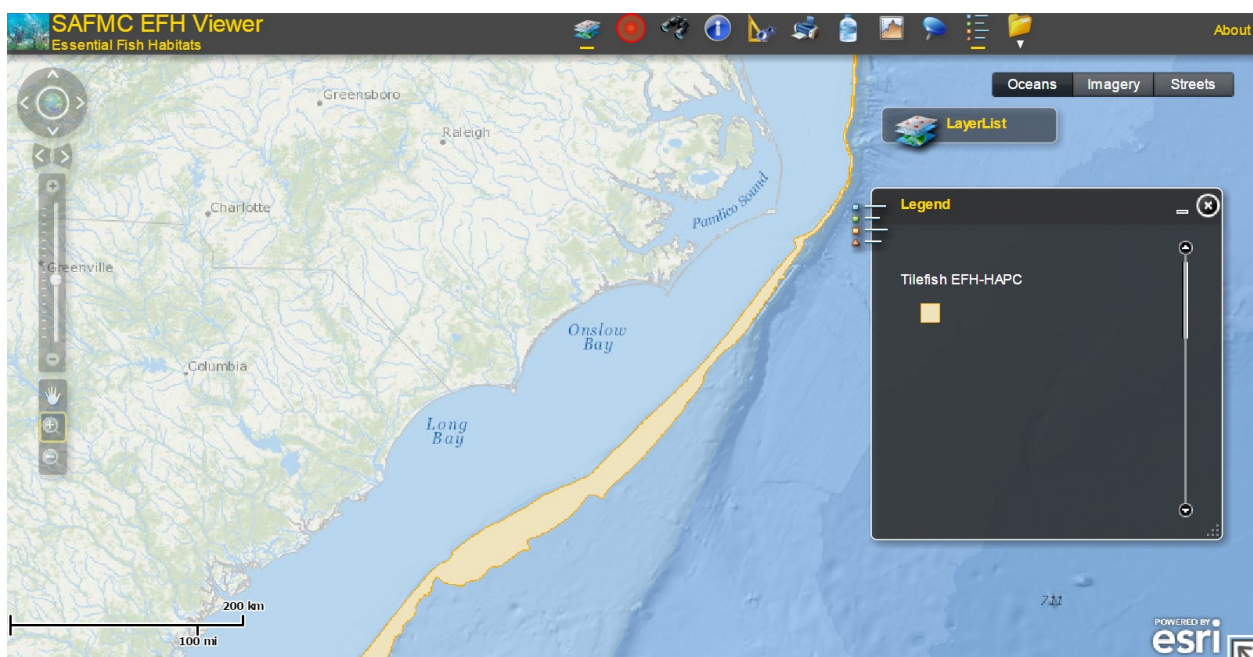 SAFMC EFH Viewer
Essential Fish Habitats
About
Oceans Imagery Streets
LayerList
Greensboro
Raleigh
Charlotte
Pamlico Sound
Legend
Greenville
Tilefish EFH-HAPC
Onslow
Bay
Columbia
Long
Bay
200 km
100 mi
711
POWERED BY
esri